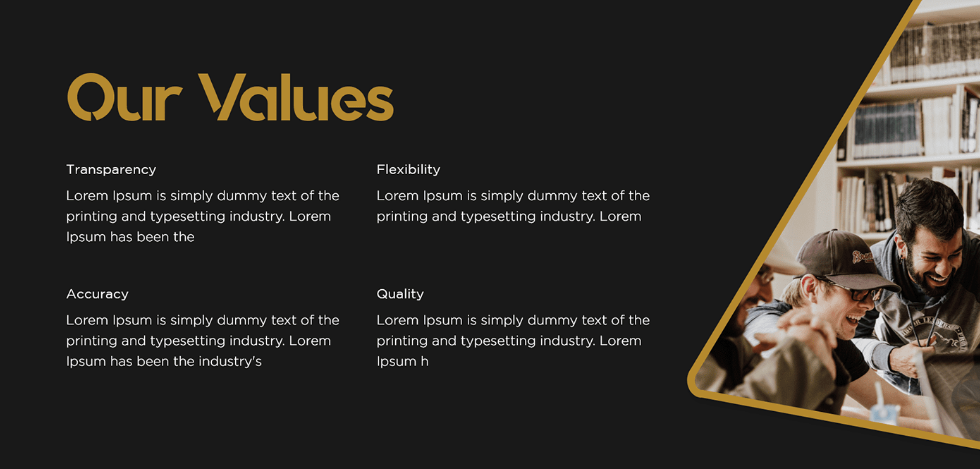 Our Values
Transparency
Lorem Ipsum is simply dummy text of the
printing and typesetting industry. Lorem
Ipsum has been the
Flexibility
Lorem Ipsum is simply dummy text of the
printing and typesetting industry. Lorem
Accuracy
Lorem Ipsum is simply dummy text of the
printing and typesetting industry. Lorem
Ipsum has been the industry's
Quality
Lorem Ipsum is simply dummy text of the
printing and typesetting industry. Lorem
Ipsum h